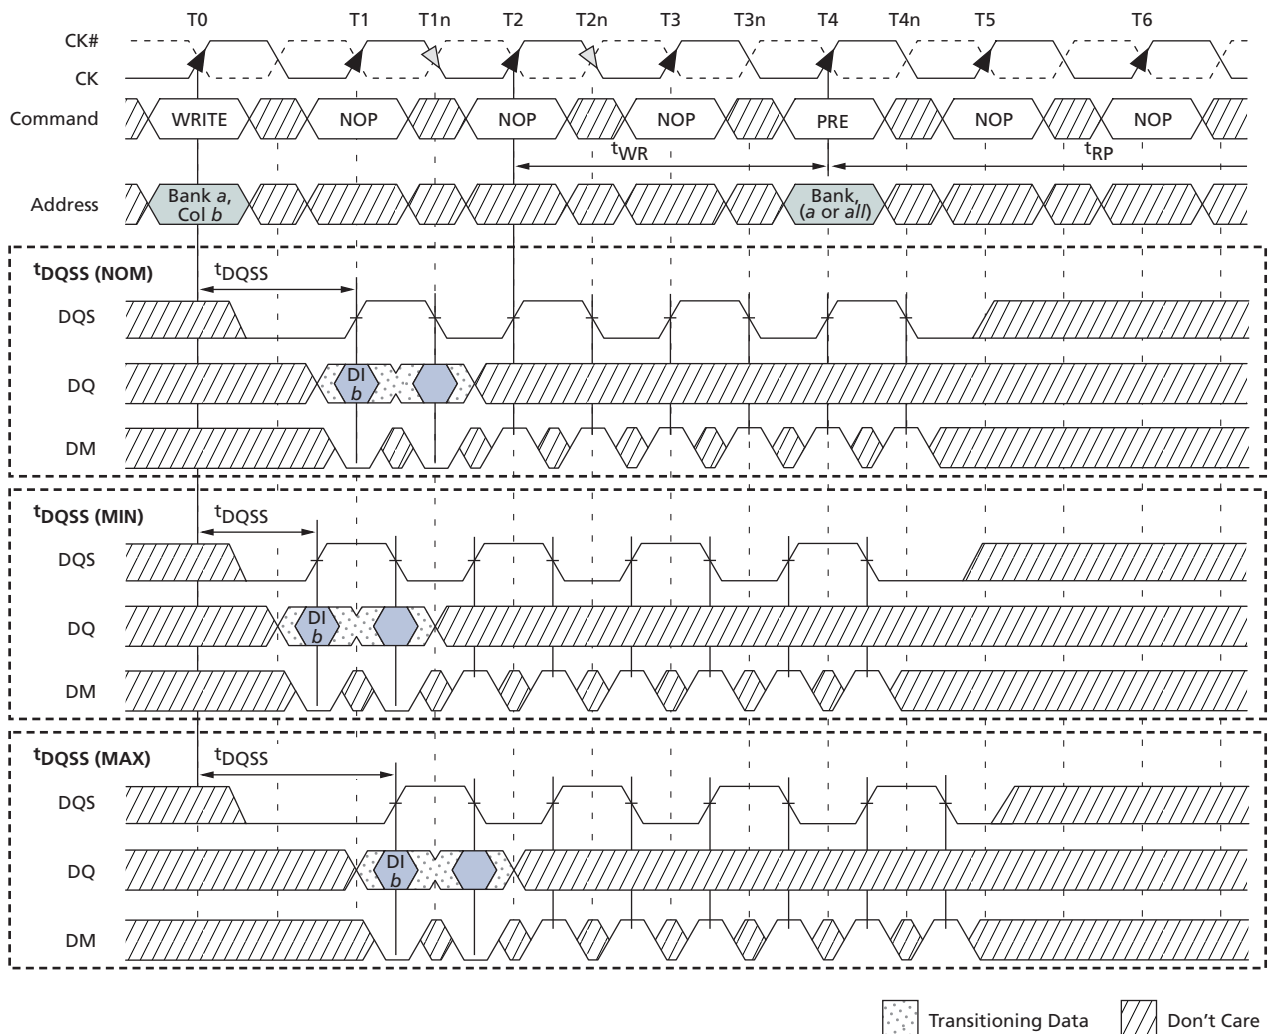 T0 T1 T1n T2 T2n T3 T3n T4 T4n T5 T6
CK#
CK
Command WRITE NOP NOP NOP PRE NOP NOP
tWR tRP
Address Bank a, Col b Bank, (a or all)
tDQSS (NOM) tDQSS
DQS
DQ DI b
DM
tDQSS (MIN) tDQSS
DQS
DQ DI b
DM
tDQSS (MAX) tDQSS
DQS
DQ DI b
DM
Transitioning Data Don't Care